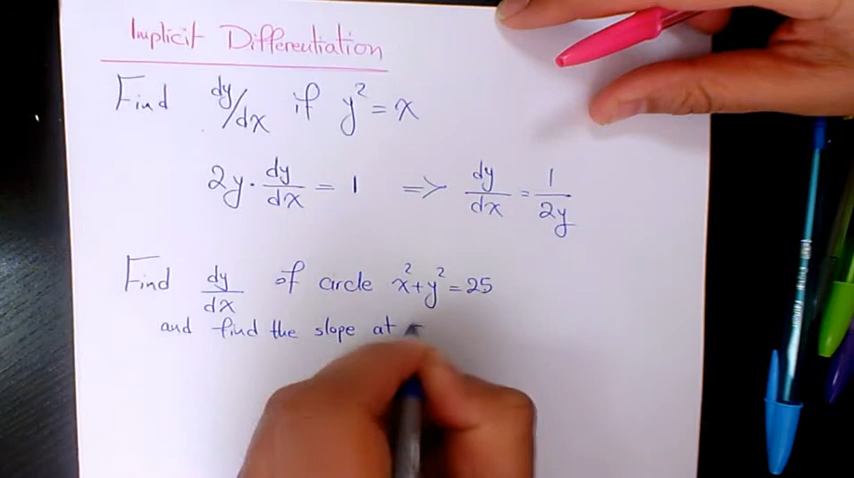 Implicit Differentiation
Find dy/dx if y² = x
2y · dy/dx = 1 => dy/dx = 1/2y
Find dy/dx of circle x² + y² = 25
and find the slope at